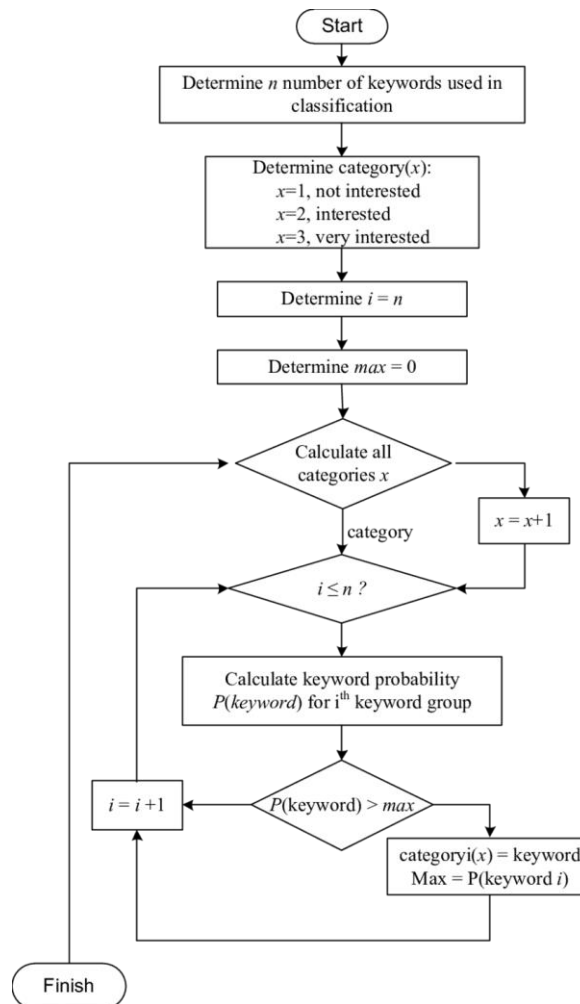 Start
Determine n number of keywords used in
classification
Determine category(x):
x=1, not interested
x=2, interested
x=3, very interested
Determine i = n
Determine max = 0
Calculate all
categories x
x = x+1
category
i ≤ n ?
Calculate keyword probability
P(keyword) for iᵗʰ keyword group
P(keyword) > max
i = i +1
categoryi(x) = keyword
Max = P(keyword i)
Finish